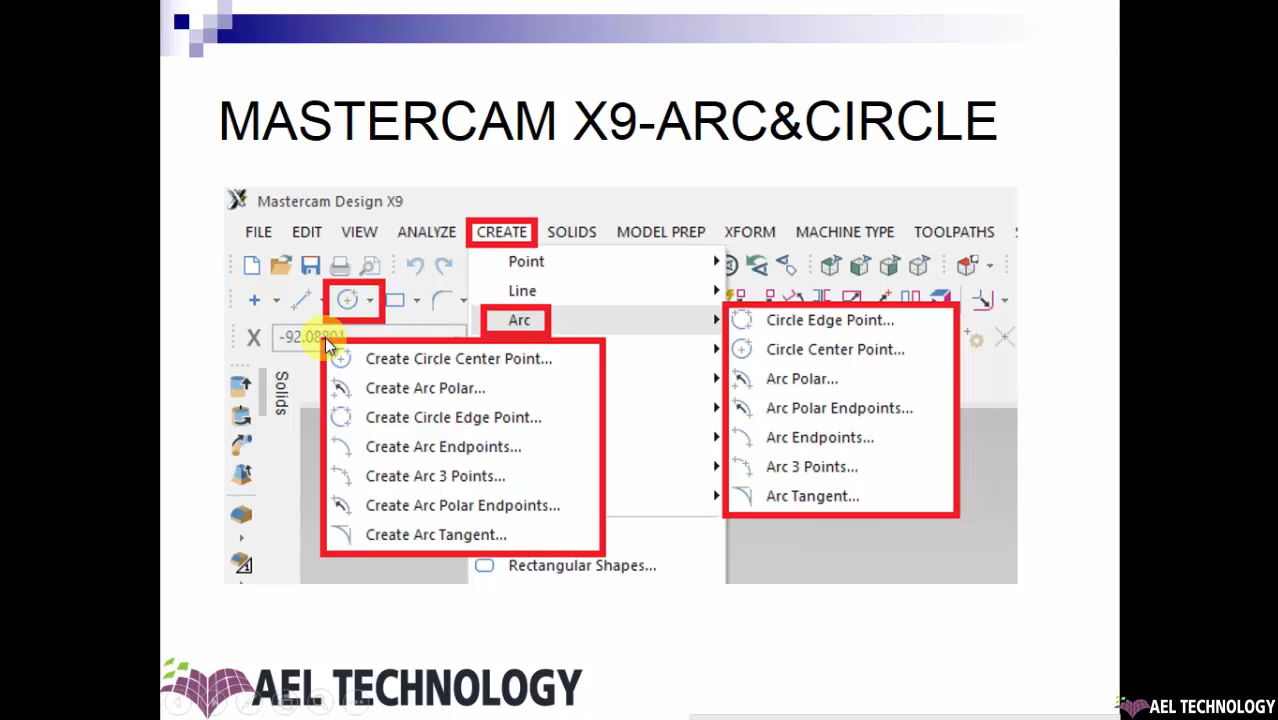 MASTERCAM X9-ARC&CIRCLE
Mastercam Design X9
FILE EDIT VIEW ANALYZE CREATE SOLIDS MODEL PREP XFORM MACHINE TYPE TOOLPATHS
Point
Line
Arc
X
Solids
Create Circle Center Point...
Create Arc Polar...
Create Circle Edge Point...
Create Arc Endpoints...
Create Arc 3 Points...
Create Arc Polar Endpoints...
Create Arc Tangent...
Circle Edge Point...
Circle Center Point...
Arc Polar...
Arc Polar Endpoints...
Arc Endpoints...
Arc 3 Points...
Arc Tangent...
Rectangular Shapes...
AEL TECHNOLOGY
AEL TECHNOLOGY